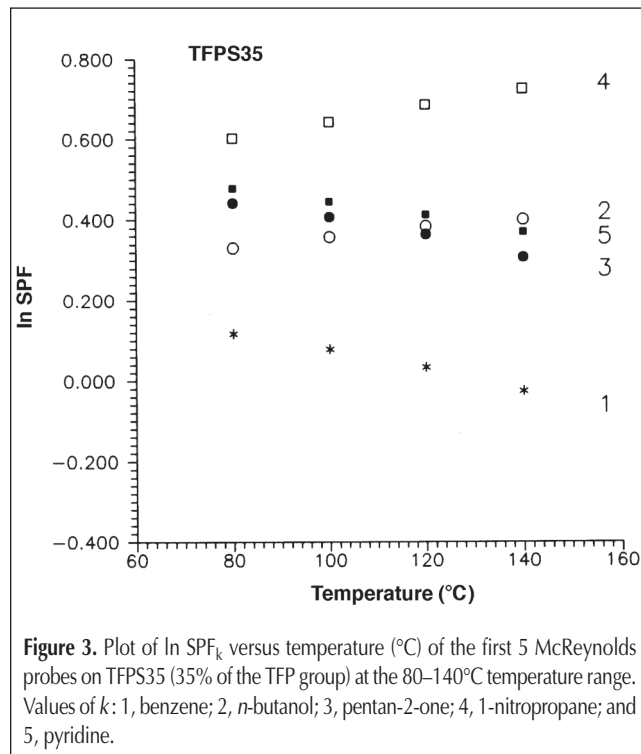 TFPS35
0.800
0.600
0.400
0.200
0.000
−0.200
−0.400
ln SPF
4
2
5
3
1
60 80 100 120 140 160
Temperature (°C)
Figure 3. Plot of ln SPFk versus temperature (°C) of the first 5 McReynolds
probes on TFPS35 (35% of the TFP group) at the 80–140°C temperature range.
Values of k: 1, benzene; 2, n-butanol; 3, pentan-2-one; 4, 1-nitropropane; and
5, pyridine.